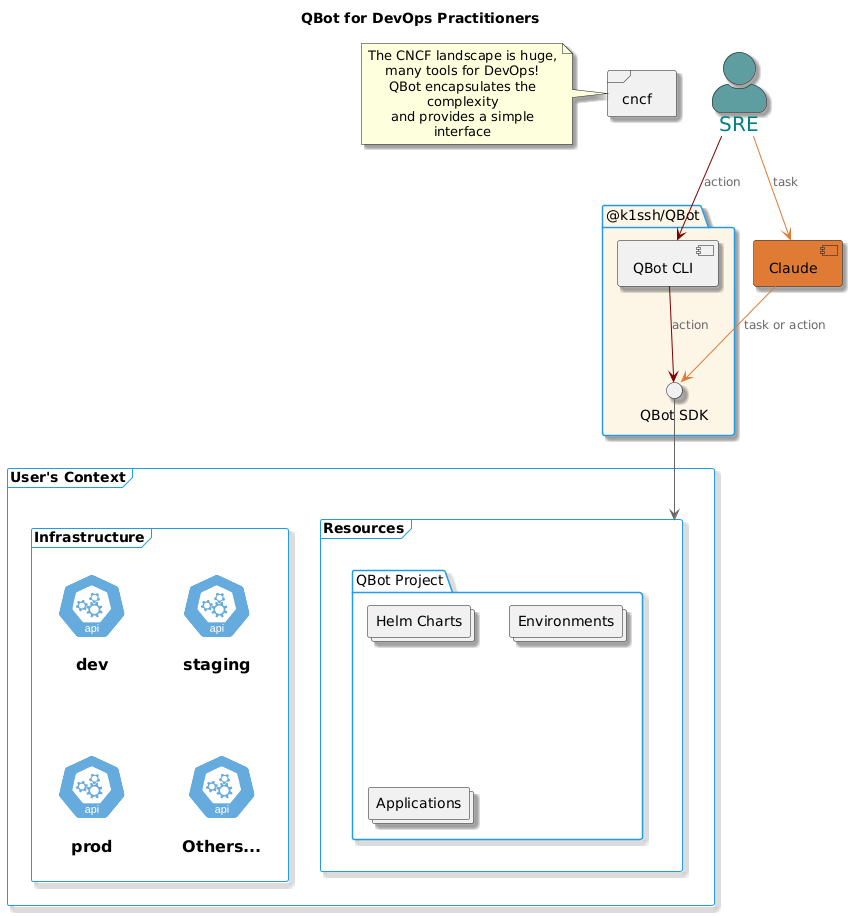 QBot for DevOps Practitioners
The CNCF landscape is huge,
many tools for DevOps!
QBot encapsulates the
complexity
and provides a simple
interface
cncf
SRE
action
task
@k1ssh/QBot
QBot CLI
Claude
action
task or action
QBot SDK
User's Context
Infrastructure
api
dev
api
staging
api
prod
api
Others...
Resources
QBot Project
Helm Charts
Environments
Applications